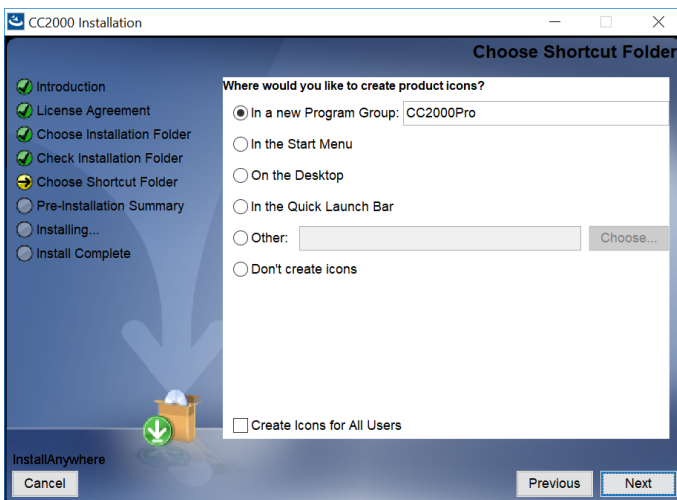 CC2000 Installation
Choose Shortcut Folder
Introduction
License Agreement
Choose Installation Folder
Check Installation Folder
Choose Shortcut Folder
Pre-Installation Summary
Installing...
Install Complete
Where would you like to create product icons?
In a new Program Group: CC2000Pro
In the Start Menu
On the Desktop
In the Quick Launch Bar
Other: Choose...
Don't create icons
Create Icons for All Users
InstallAnywhere
Cancel Previous Next